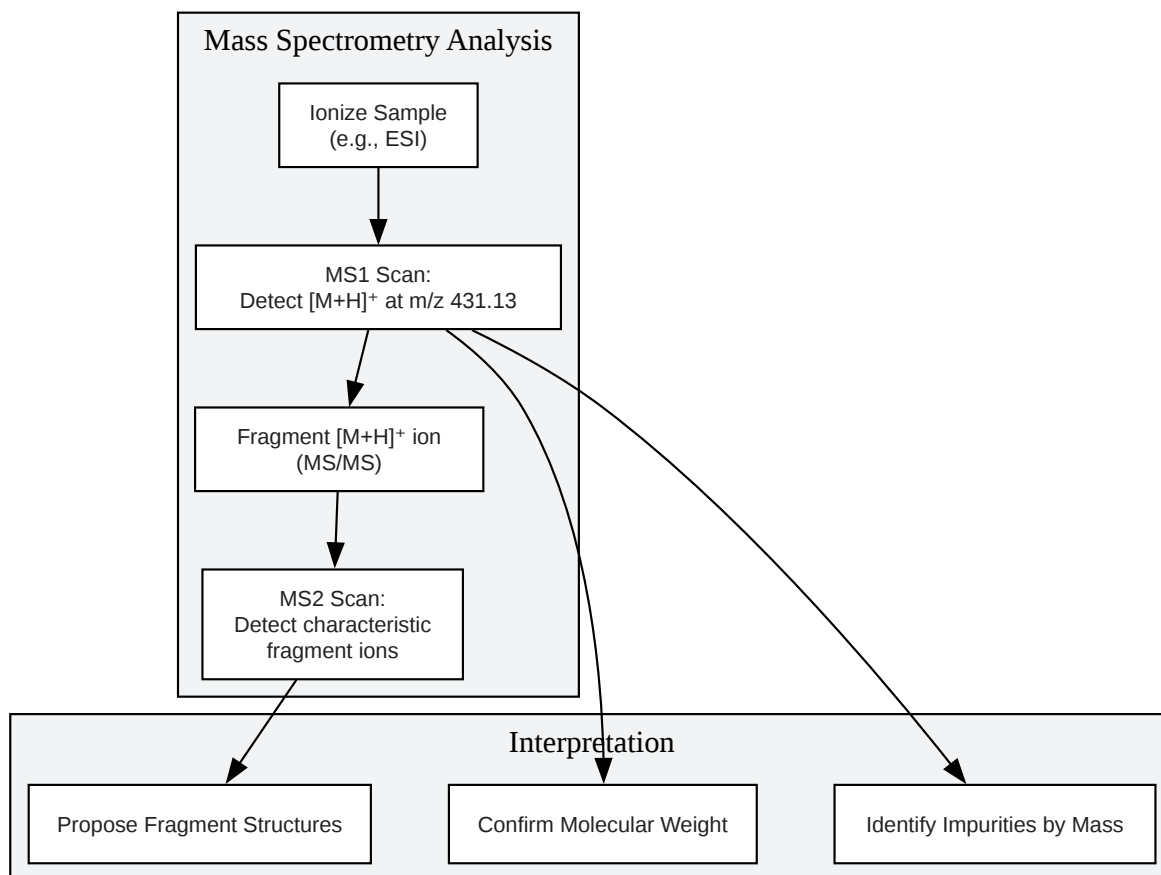 Mass Spectrometry Analysis
Ionize Sample
(e.g., ESI)
MS1 Scan:
Detect [M+H]⁺ at m/z 431.13
Fragment [M+H]⁺ ion
(MS/MS)
MS2 Scan:
Detect characteristic
fragment ions
Interpretation
Propose Fragment Structures
Confirm Molecular Weight
Identify Impurities by Mass